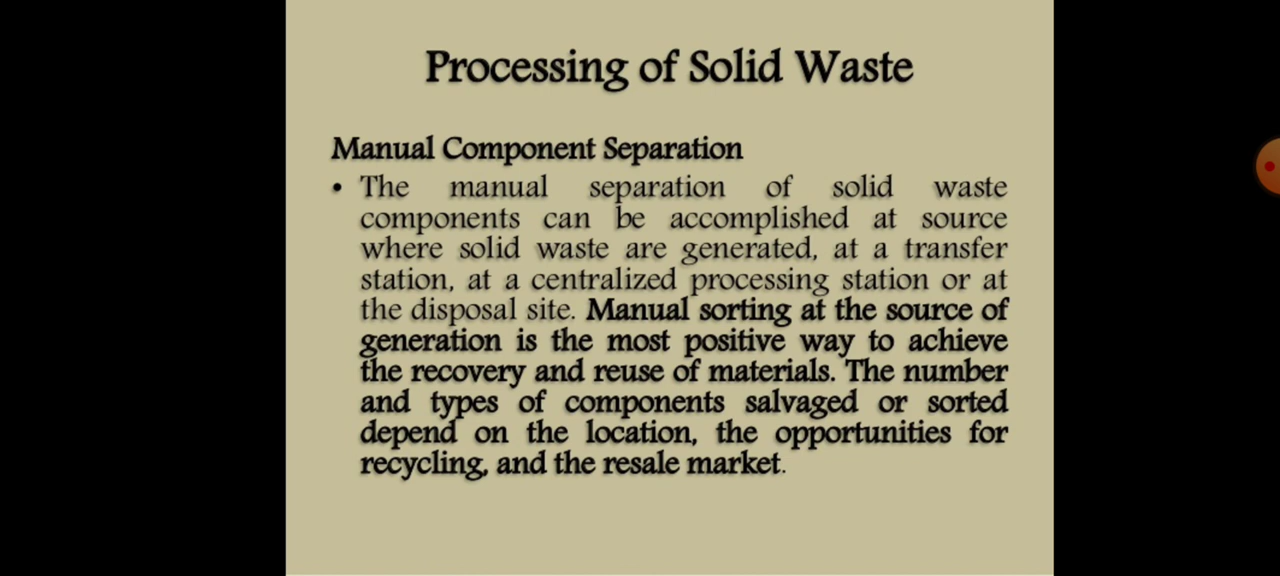 Processing of Solid Waste
Manual Component Separation
• The manual separation of solid waste
components can be accomplished at source
where solid waste are generated, at a transfer
station, at a centralized processing station or at
the disposal site. Manual sorting at the source of
generation is the most positive way to achieve
the recovery and reuse of materials. The number
and types of components salvaged or sorted
depend on the location, the opportunities for
recycling, and the resale market.